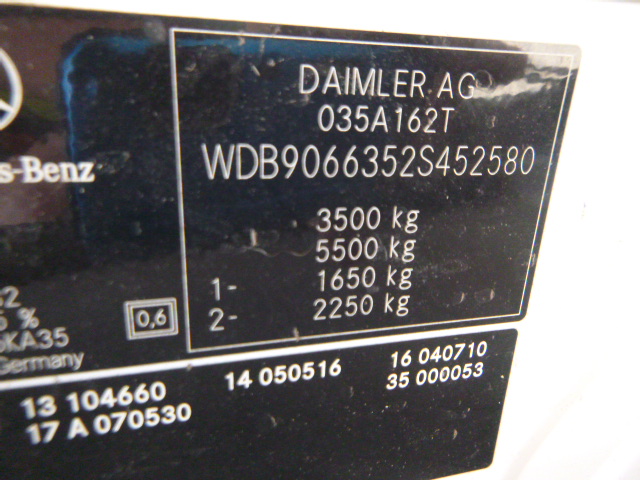 DAIMLER AG
035A162T
WDB9066352S452580
s-Benz
3500 kg
5500 kg
1- 1650 kg
2- 2250 kg
0,6
%
KA35
Germany
13 104660
14 050516
16 040710
17 A 070530
35 000053